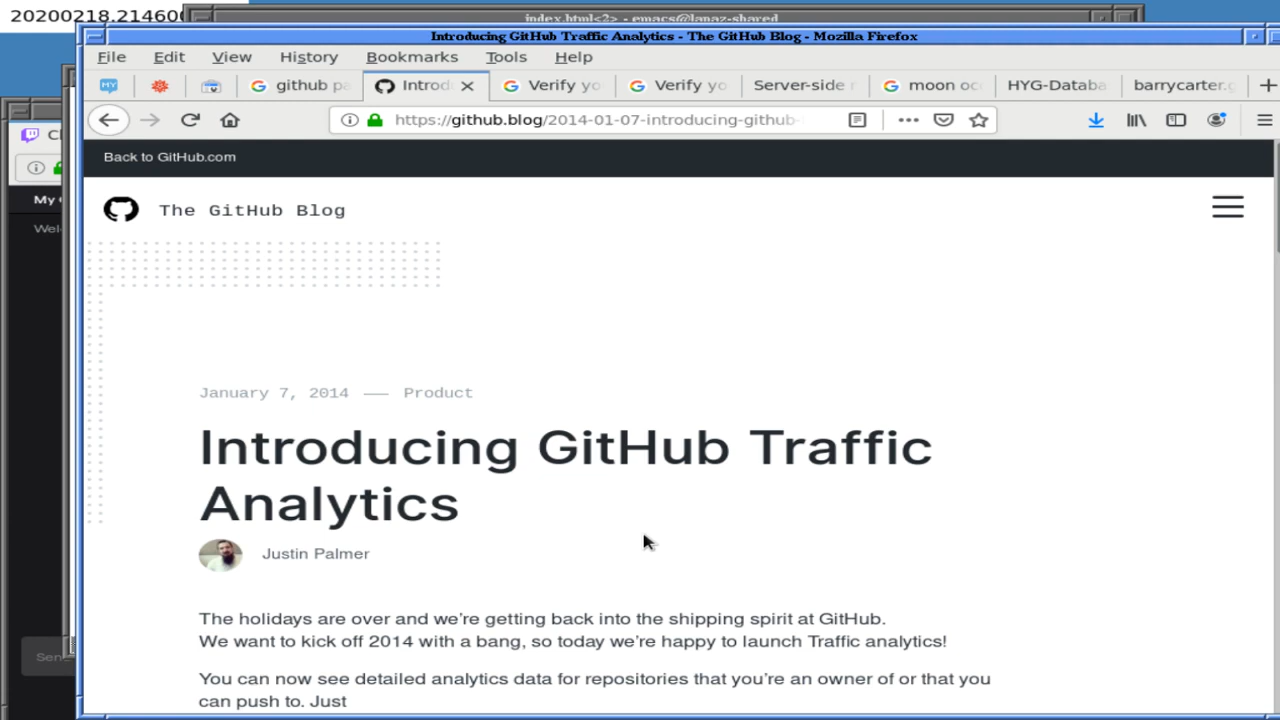 20200218.21460
index.html<2> - emacs@lanaz-shared
Introducing GitHub Traffic Analytics - The GitHub Blog - Mozilla Firefox
File Edit View History Bookmarks Tools Help
github pa Introd Verify yo Verify yo Server-side moon oc HYG-Databa barrycarter.g
https://github.blog/2014-01-07-introducing-github-
Back to GitHub.com
My
Wel
The GitHub Blog
January 7, 2014 — Product
Introducing GitHub Traffic
Analytics
Justin Palmer
The holidays are over and we’re getting back into the shipping spirit at GitHub.
We want to kick off 2014 with a bang, so today we’re happy to launch Traffic analytics!
Sen
You can now see detailed analytics data for repositories that you’re an owner of or that you
can push to. Just